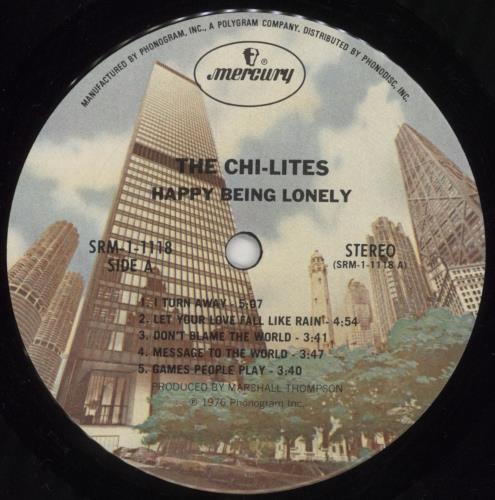 MANUFACTURED BY PHONOGRAM, INC., A POLYGRAM COMPANY. DISTRIBUTED BY PHONODISC, INC.
®
mercury
THE CHI-LITES
HAPPY BEING LONELY
SRM-1-1118
SIDE A
STEREO
(SRM-1-1118 A)
1. I TURN AWAY - 5:07
2. LET YOUR LOVE FALL LIKE RAIN - 4:54
3. DON'T BLAME THE WORLD - 3:41
4. MESSAGE TO THE WORLD - 3:47
5. GAMES PEOPLE PLAY - 3:40
PRODUCED BY MARSHALL THOMPSON
℗ 1976 Phonogram Inc.